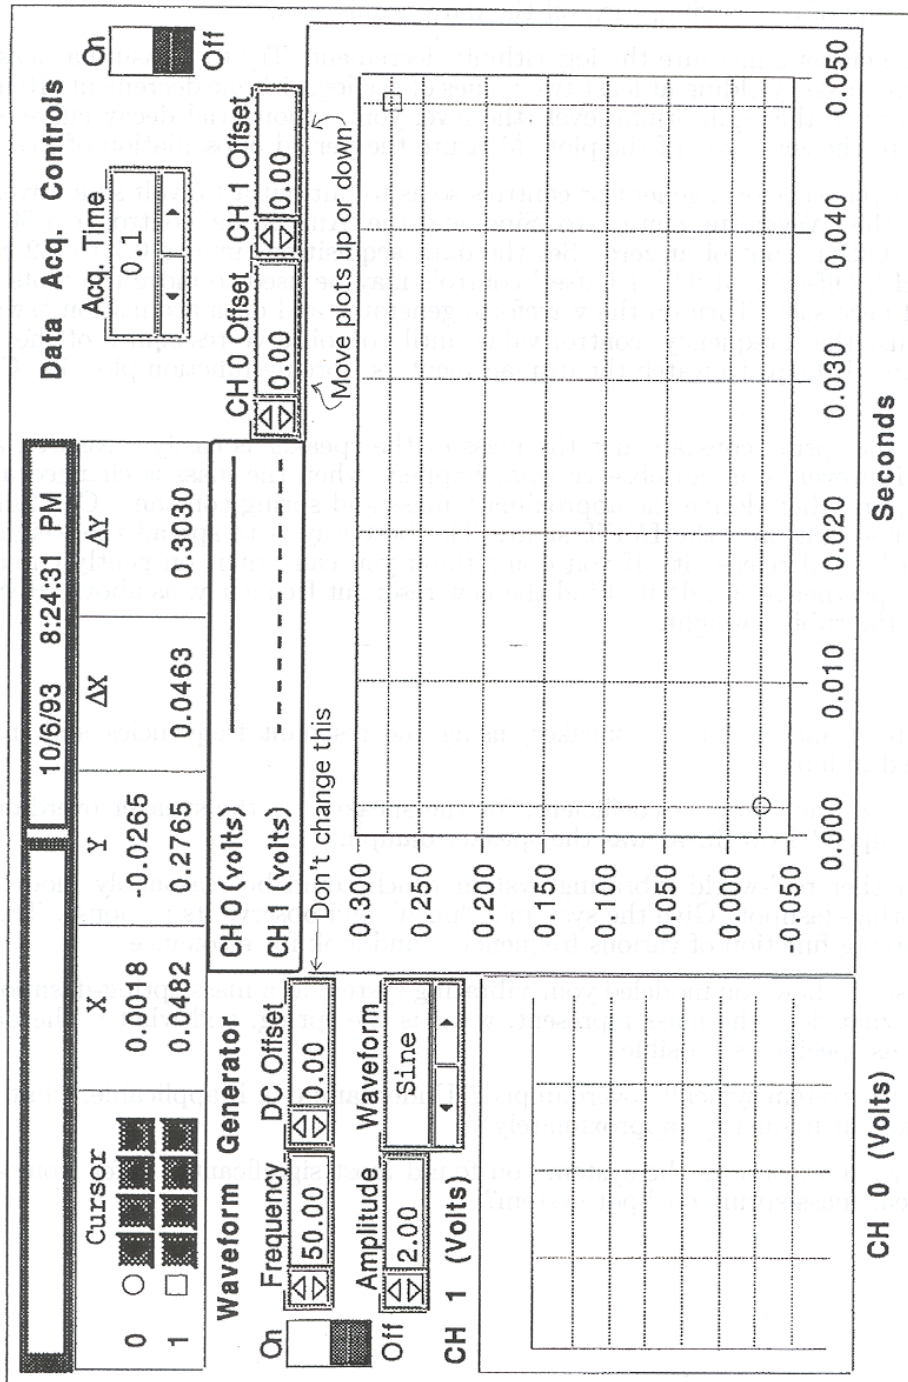 10/6/93 8:24:31 PM
Cursor X Y ΔX ΔY
0 0.0018 -0.0265
1 0.0482 0.2765 0.0463 0.3030
Data Acq. Controls
Acq. Time
0.1
On
Off
Waveform Generator
On
Off
Frequency
50.00
DC Offset
0.00
Amplitude
2.00
Waveform
Sine
CH 0 (volts)
CH 1 (volts)
Don't change this
CH 0 Offset
0.00
CH 1 Offset
0.00
Move plots up or down
CH 1 (Volts)
CH 0 (Volts)
0.300
0.250
0.200
0.150
0.100
0.050
0.000
-0.050
0.000 0.010 0.020 0.030 0.040 0.050
Seconds